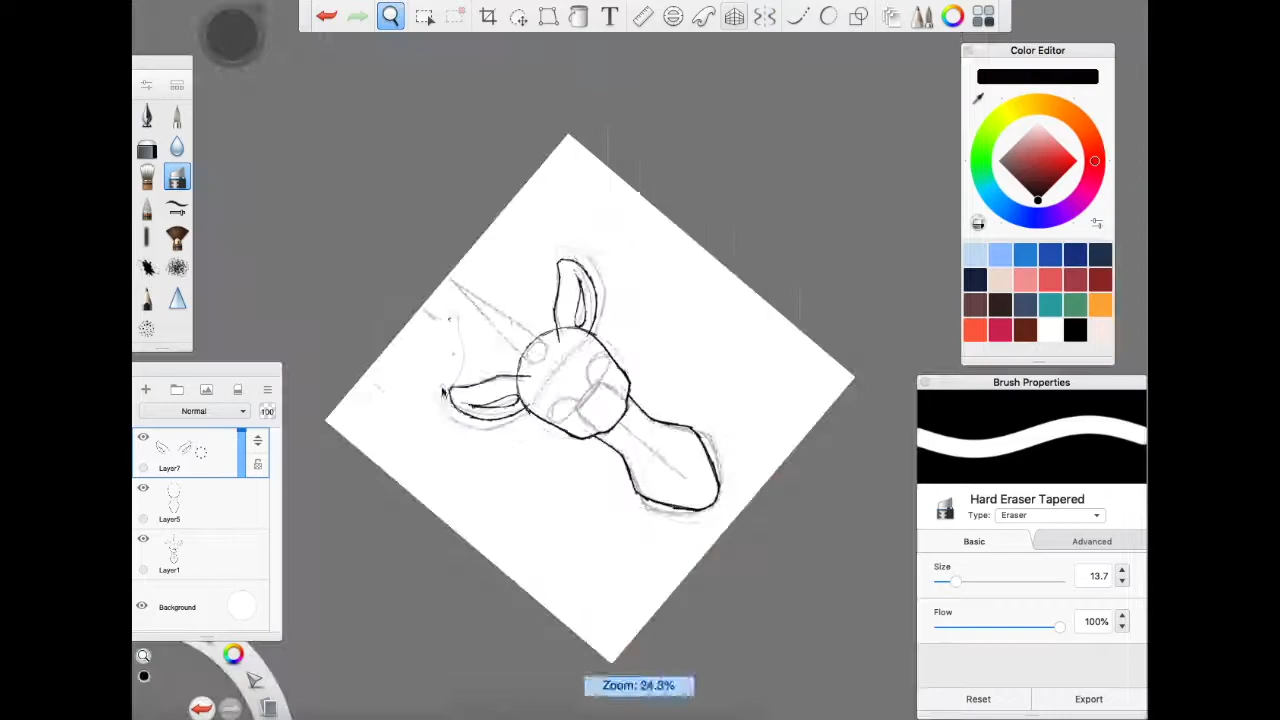 T
Color Editor
Normal
100
Layer7
Layer5
Layer1
Background
Brush Properties
Hard Eraser Tapered
Type: Eraser
Basic
Advanced
Size
13.7
Flow
100%
Reset
Export
Zoom: 24.3%